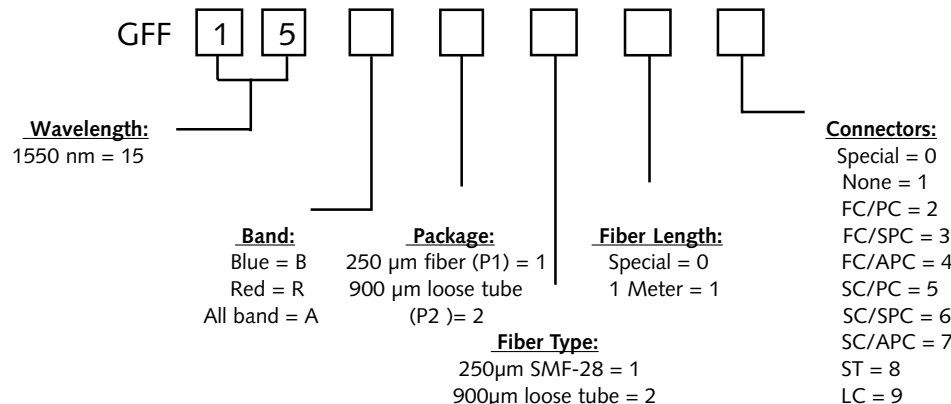 GFF 1 5
Wavelength:
1550 nm = 15
Band:
Blue = B
Red = R
All band = A
Package:
250 µm fiber (P1) = 1
900 µm loose tube
(P2 )= 2
Fiber Type:
250µm SMF-28 = 1
900µm loose tube = 2
Fiber Length:
Special = 0
1 Meter = 1
Connectors:
Special = 0
None = 1
FC/PC = 2
FC/SPC = 3
FC/APC = 4
SC/PC = 5
SC/SPC = 6
SC/APC = 7
ST = 8
LC = 9